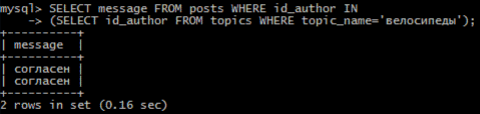 mysql> SELECT message FROM posts WHERE id_author IN
    -> (SELECT id_author FROM topics WHERE topic_name='велосипеды');
+----------+
| message  |
+----------+
| согласен |
| согласен |
+----------+
2 rows in set (0.16 sec)